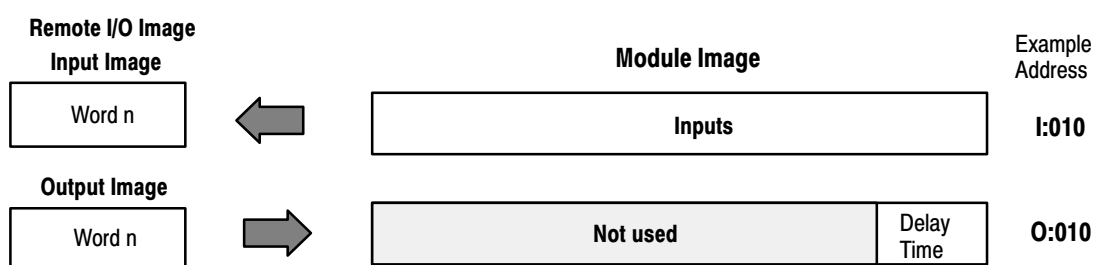 Remote I/O Image
Input Image
Module Image
Example
Address
Word n
Inputs
I:010
Output Image
Word n
Not used
Delay
Time
O:010